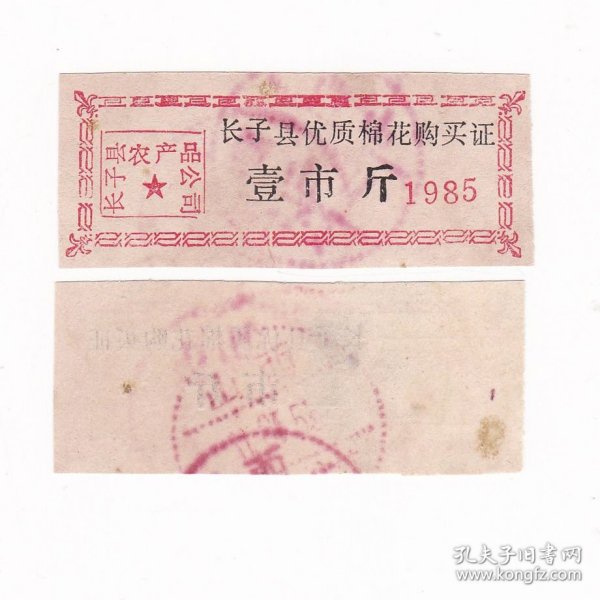 长子县优质棉花购买证
长子县农产品公司
壹市斤
1985
孔夫子旧书网
www.kongfz.com